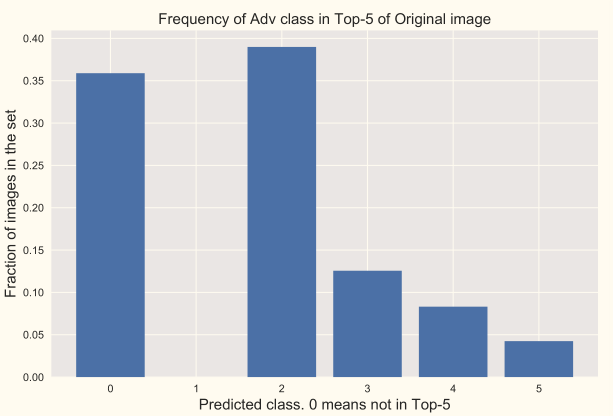 Frequency of Adv class in Top-5 of Original image
Fraction of images in the set
0.40
0.35
0.30
0.25
0.20
0.15
0.10
0.05
0.00
0 1 2 3 4 5
Predicted class. 0 means not in Top-5